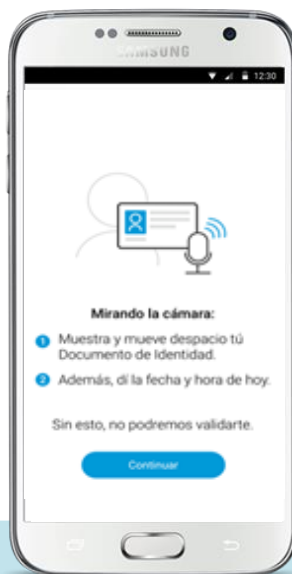 SAMSUNG
12:30
Mirando la cámara:
1 Muestra y mueve despacio tú
Documento de Identidad.
2 Además, dí la fecha y hora de hoy.
Sin esto, no podremos validarte.
Continuar